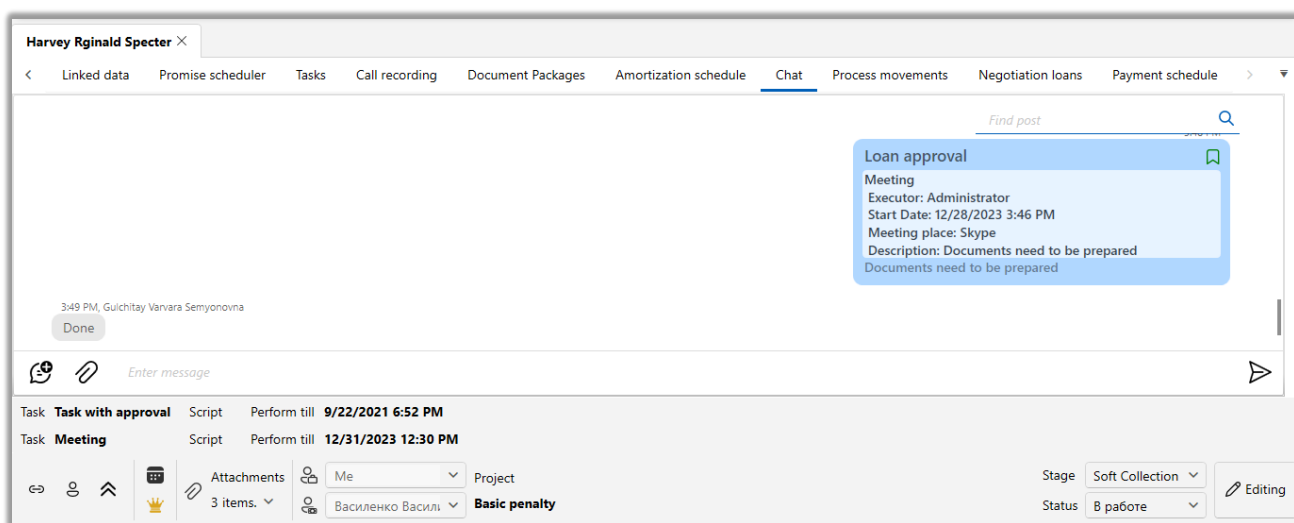 Harvey Rginald Specter
Linked data Promise scheduler Tasks Call recording Document Packages Amortization schedule Chat Process movements Negotiation loans Payment schedule
Find post
Loan approval
Meeting
Executor: Administrator
Start Date: 12/28/2023 3:46 PM
Meeting place: Skype
Description: Documents need to be prepared
Documents need to be prepared
3:49 PM, Gulchitay Varvara Semyonovna
Done
Enter message
Task Task with approval Script Perform till 9/22/2021 6:52 PM
Task Meeting Script Perform till 12/31/2023 12:30 PM
Attachments Me Project Stage Soft Collection Editing
3 items. Василенко Basic penalty Status В работе